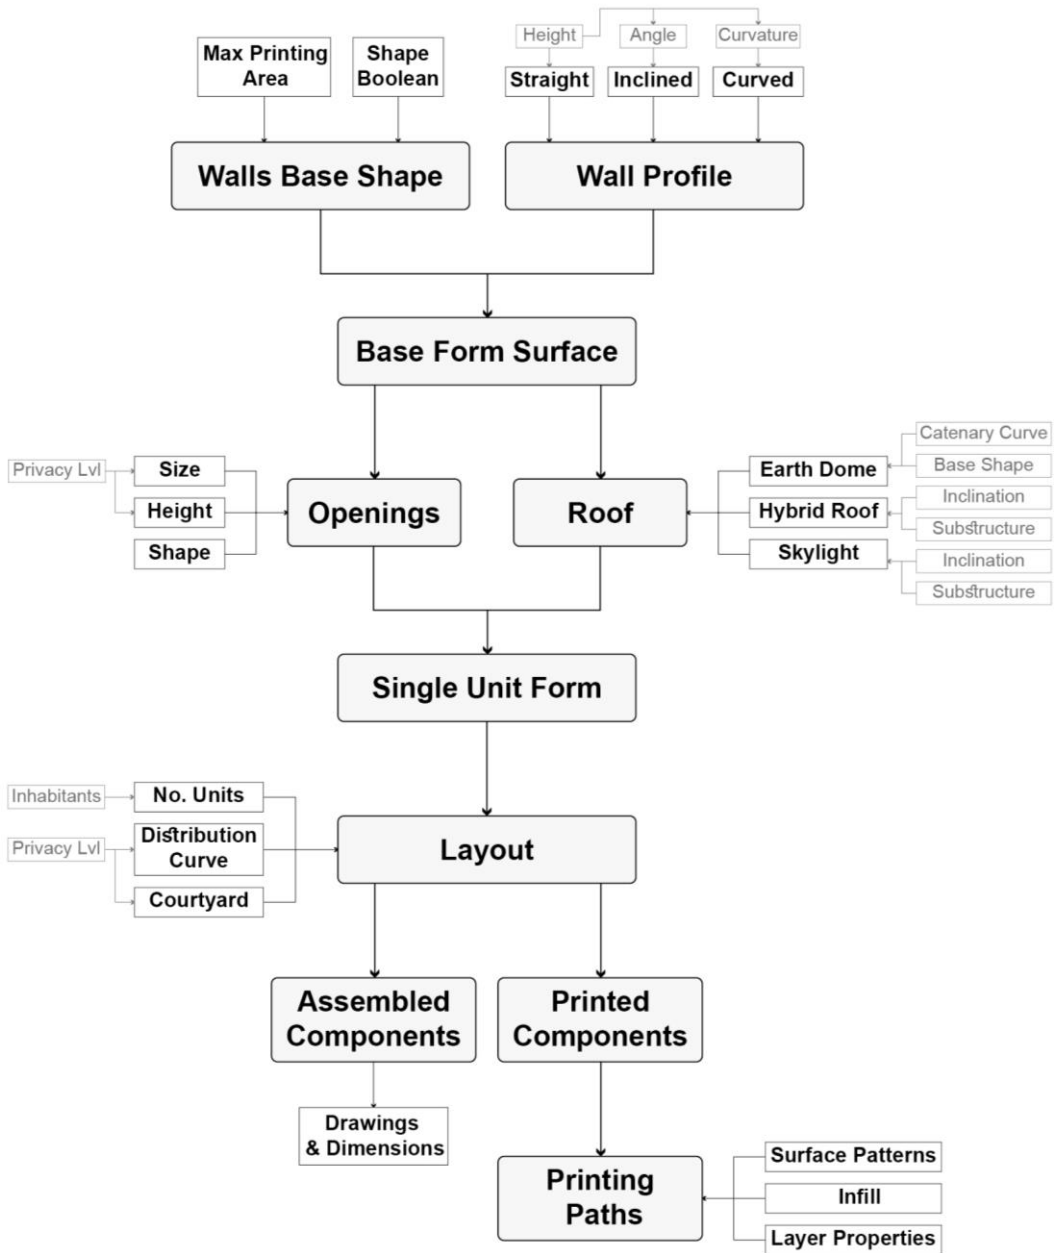 Height
Angle
Curvature
Max Printing
Area
Shape
Boolean
Straight
Inclined
Curved
Walls Base Shape
Wall Profile
Base Form Surface
Privacy Lvl
Size
Height
Shape
Openings
Roof
Earth Dome
Hybrid Roof
Skylight
Catenary Curve
Base Shape
Inclination
Substructure
Inclination
Substructure
Single Unit Form
Inhabitants
No. Units
Privacy Lvl
Distribution
Curve
Courtyard
Layout
Assembled
Components
Printed
Components
Drawings
& Dimensions
Printing
Paths
Surface Patterns
Infill
Layer Properties